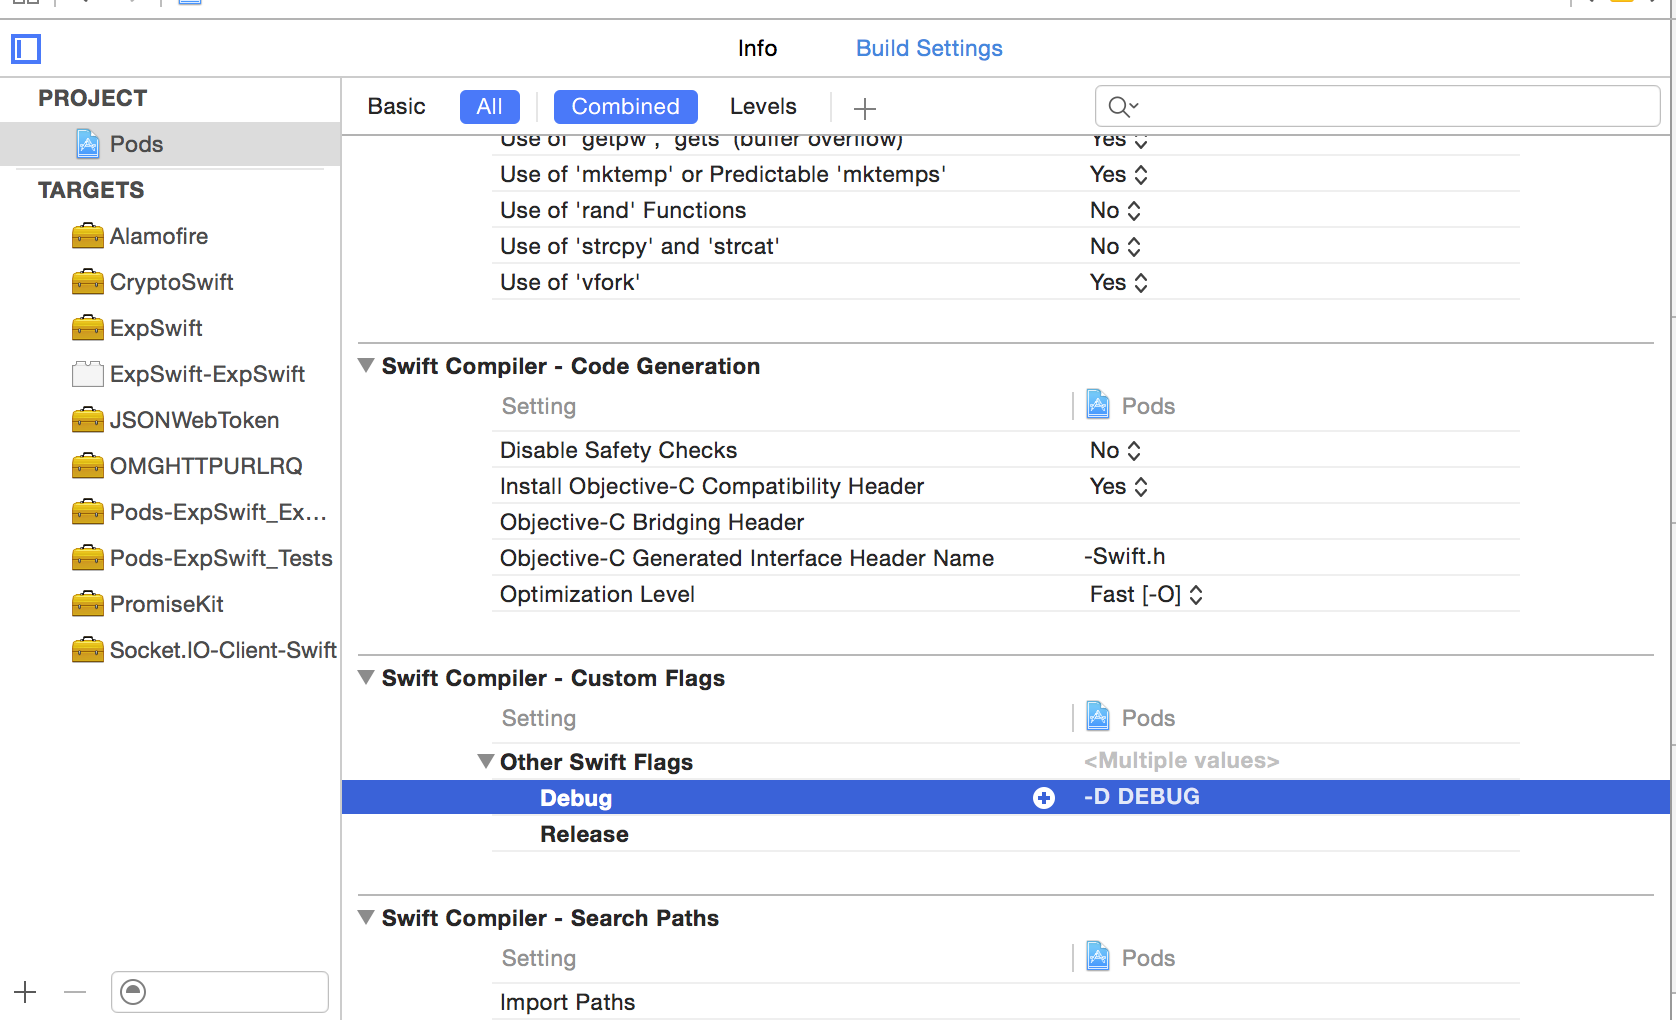 Info
Build Settings
PROJECT
Pods
TARGETS
Alamofire
CryptoSwift
ExpSwift
ExpSwift-ExpSwift
JSONWebToken
OMGHTTPURLRQ
Pods-ExpSwift_Ex...
Pods-ExpSwift_Tests
PromiseKit
Socket.IO-Client-Swift
Basic
All
Combined
Levels
Use of 'getpw', 'gets' (buffer overflow) Yes
Use of 'mktemp' or Predictable 'mktemps' Yes
Use of 'rand' Functions No
Use of 'strcpy' and 'strcat' No
Use of 'vfork' Yes
Swift Compiler - Code Generation
Setting Pods
Disable Safety Checks No
Install Objective-C Compatibility Header Yes
Objective-C Bridging Header
Objective-C Generated Interface Header Name -Swift.h
Optimization Level Fast [-O]
Swift Compiler - Custom Flags
Setting Pods
Other Swift Flags <Multiple values>
Debug -D DEBUG
Release
Swift Compiler - Search Paths
Setting Pods
Import Paths